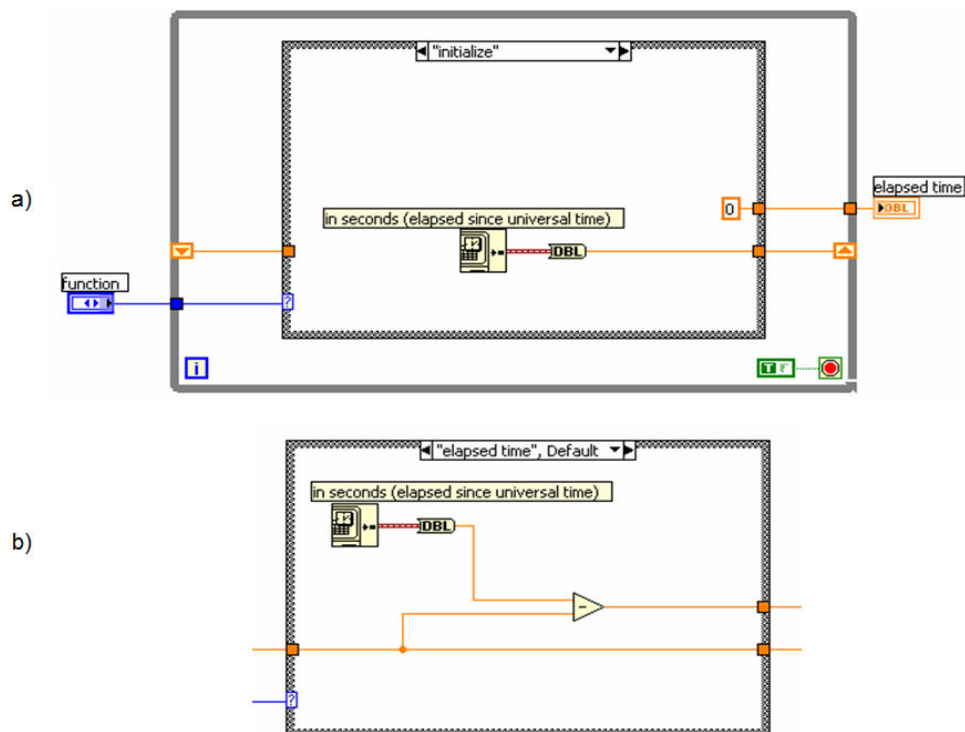 "initialize"
a)
elapsed time
in seconds (elapsed since universal time)
0
DBL
DBL
function
?
i
T
"elapsed time", Default
in seconds (elapsed since universal time)
b)
DBL
-
?